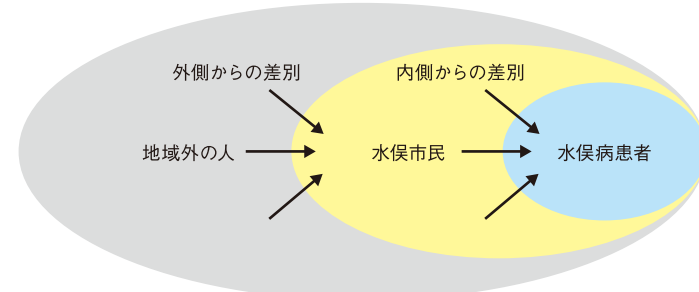 外側からの差別
内側からの差別
地域外の人
水俣市民
水俣病患者